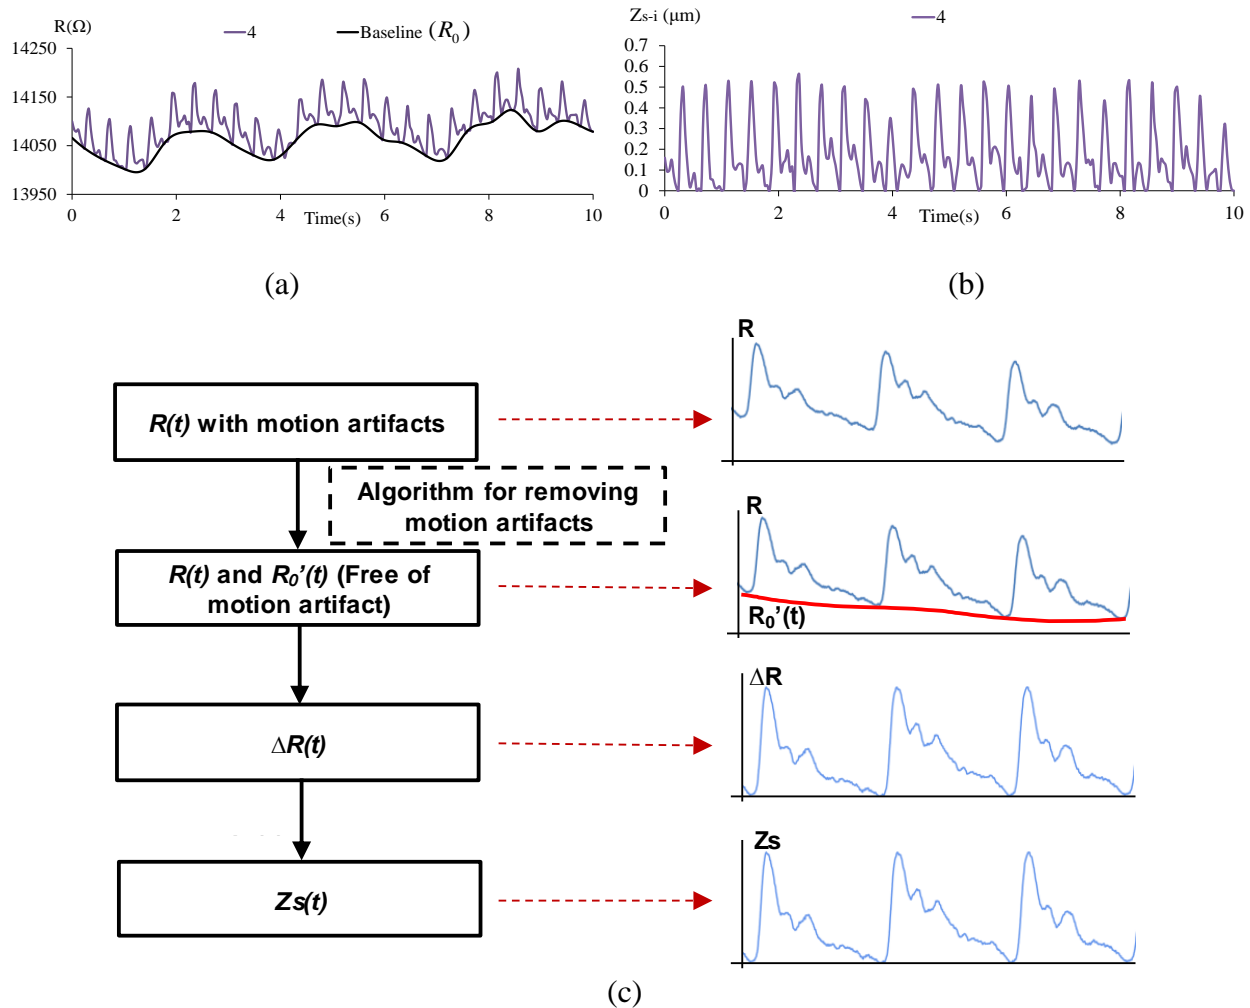 R(Ω)
4
Baseline (R₀)
14250
14150
14050
13950
0
2
4
6
8
10
Time(s)
(a)
Zs-i (μm)
4
0.7
0.6
0.5
0.4
0.3
0.2
0.1
0
0
2
4
6
8
10
Time(s)
(b)
R(t) with motion artifacts
Algorithm for removing
motion artifacts
R(t) and R₀’(t) (Free of
motion artifact)
ΔR(t)
Zs(t)
R
R
R₀’(t)
ΔR
Zs
(c)